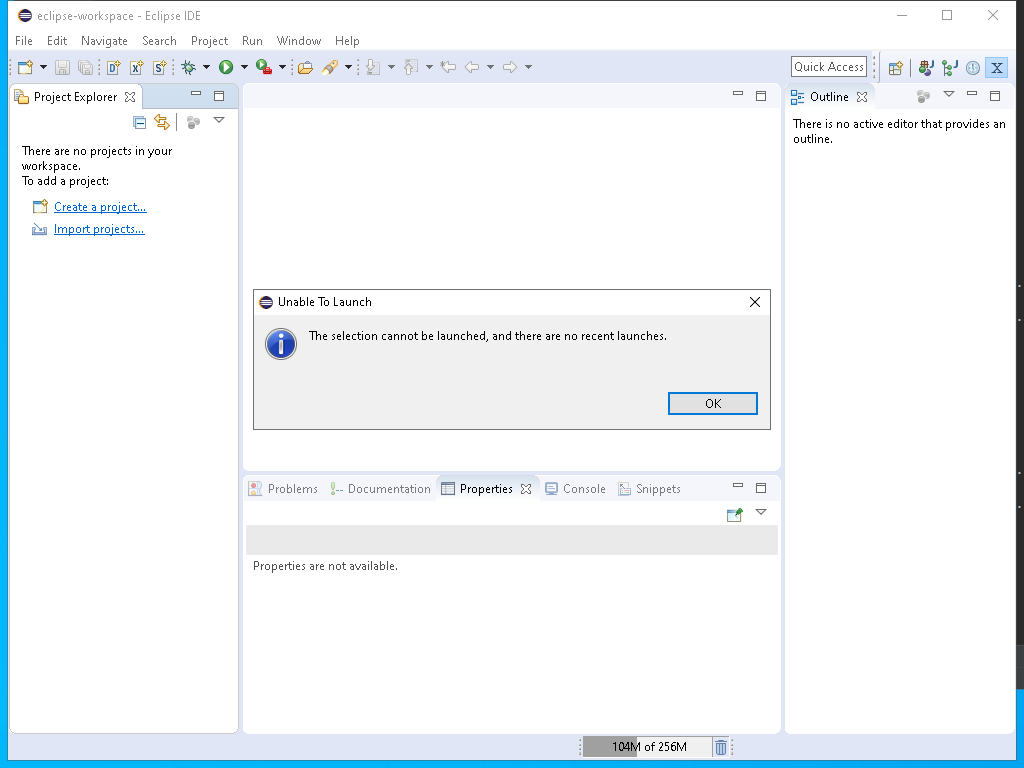 eclipse-workspace - Eclipse IDE
File Edit Navigate Search Project Run Window Help
Quick Access
Project Explorer
Outline
There are no projects in your
workspace.
To add a project:
Create a project...
Import projects...
There is no active editor that provides an
outline.
Unable To Launch
The selection cannot be launched, and there are no recent launches.
OK
Problems Documentation Properties Console Snippets
Properties are not available.
104M of 256M